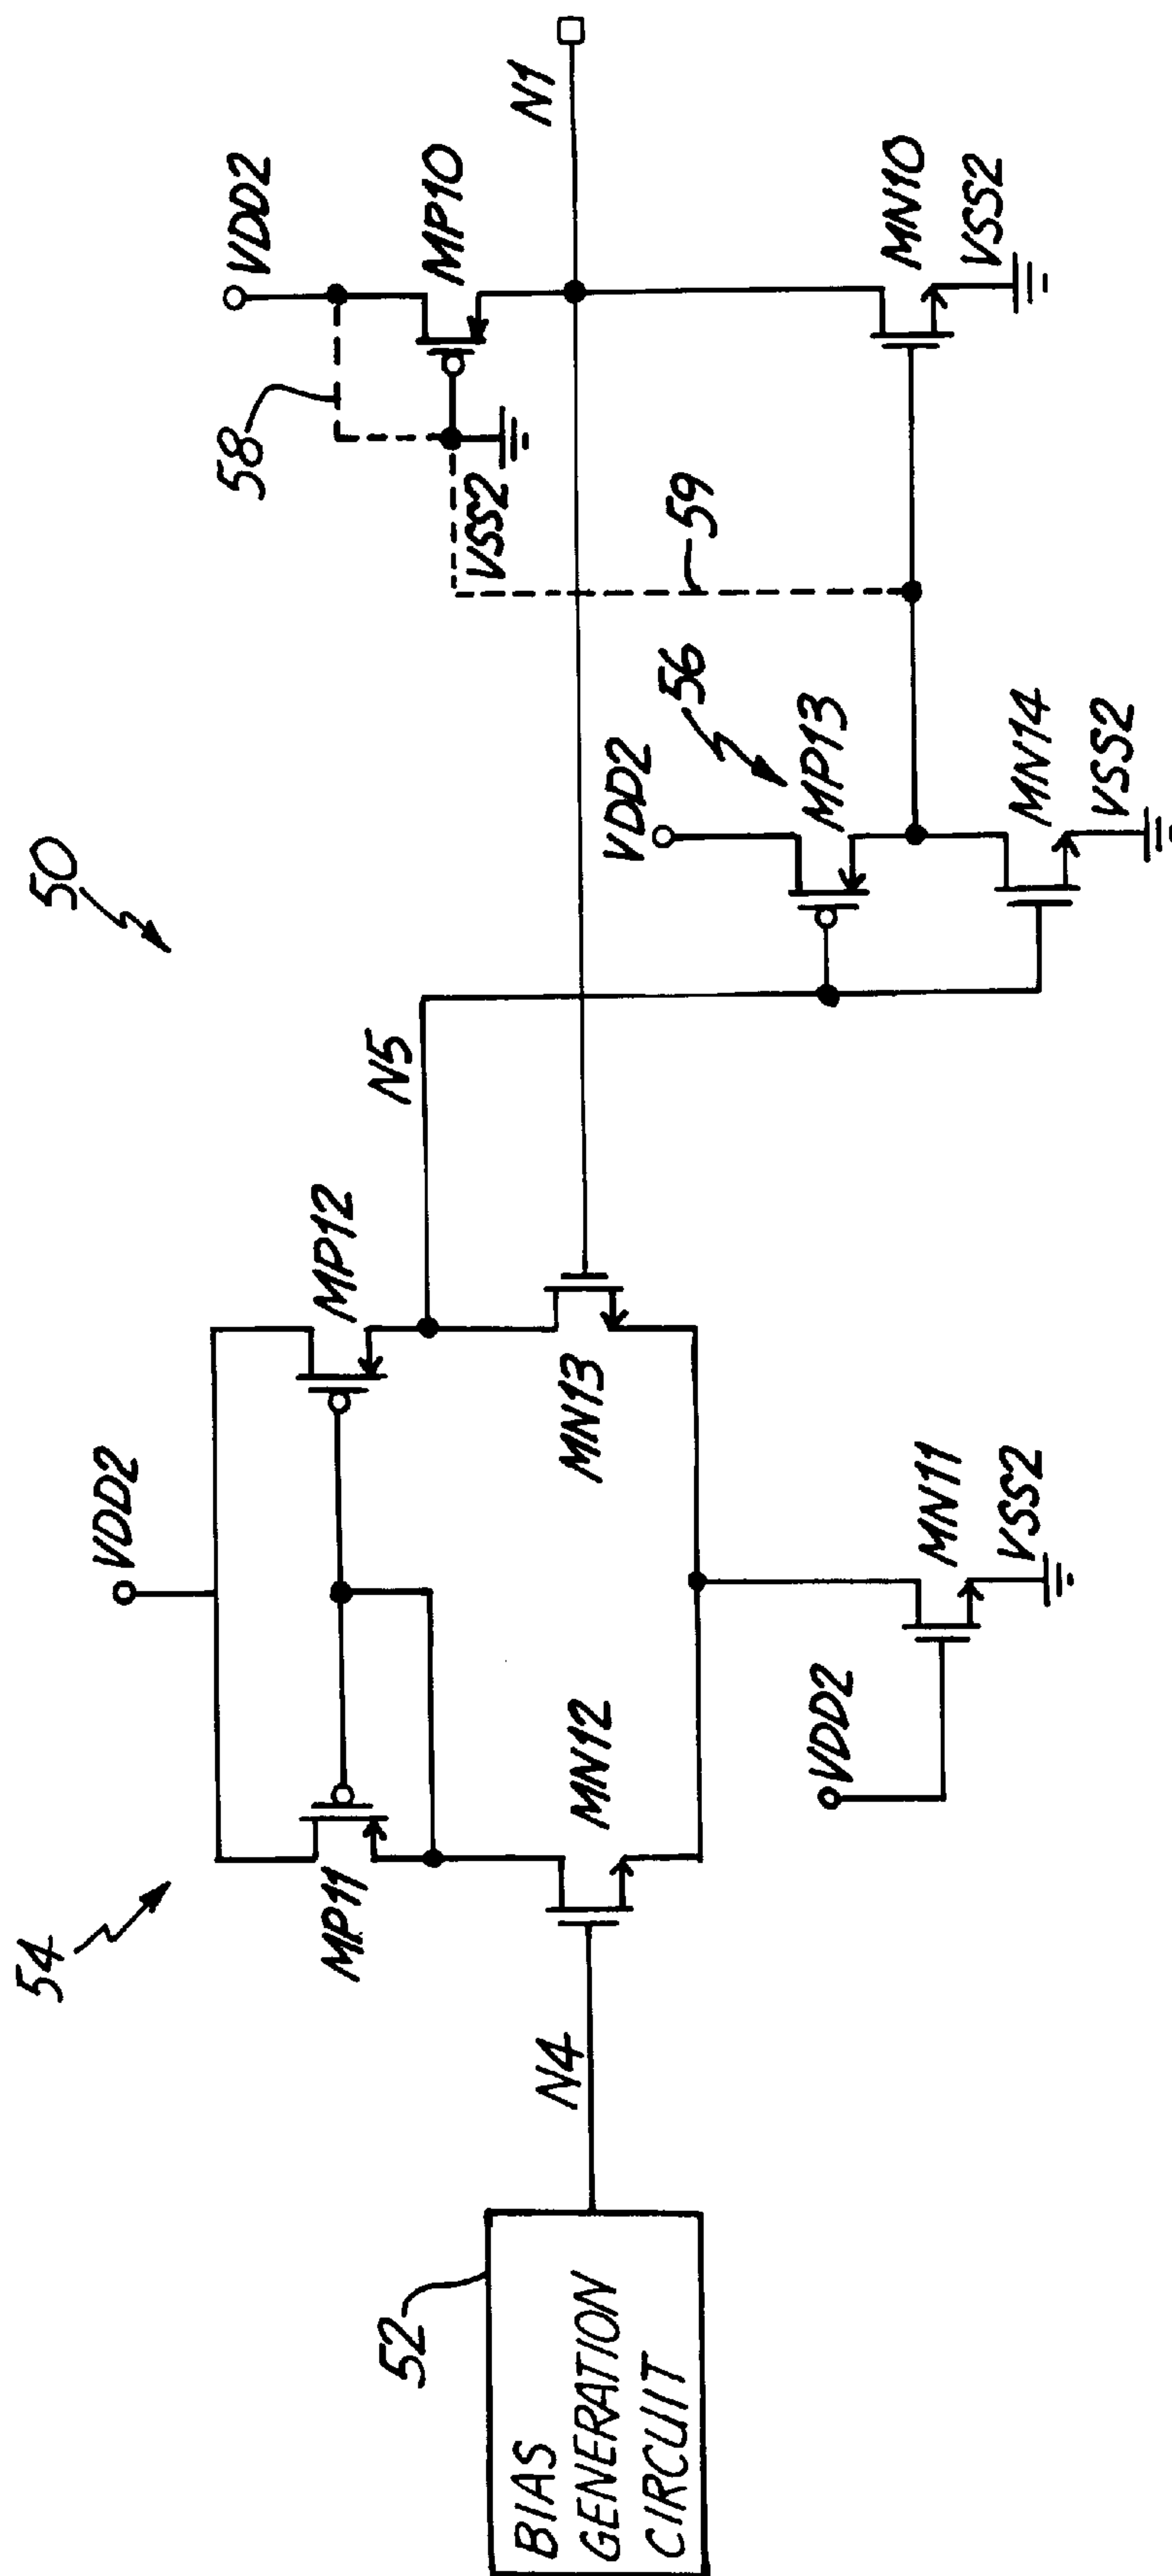 50
54
VDD2
MP11
MP12
N5
VDD2
58
MP10
N1
VSS2
59
56
VDD2
MP13
MN14
VSS2
MN10
VSS2
52
BIAS
GENERATION
CIRCUIT
N4
MN12
MN13
VDD2
MN11
VSS2